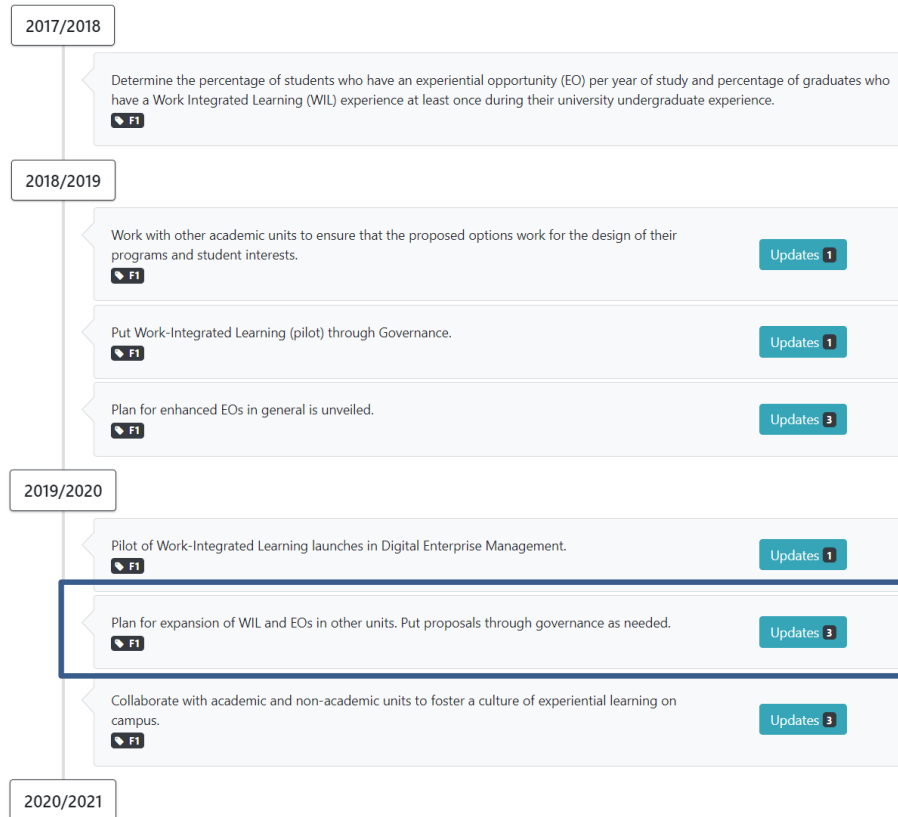 2017/2018
Determine the percentage of students who have an experiential opportunity (EO) per year of study and percentage of graduates who
have a Work Integrated Learning (WIL) experience at least once during their university undergraduate experience.
F1
2018/2019
Work with other academic units to ensure that the proposed options work for the design of their
programs and student interests.
F1
Updates 1
Put Work-Integrated Learning (pilot) through Governance.
F1
Updates 1
Plan for enhanced EOs in general is unveiled.
F1
Updates 3
2019/2020
Pilot of Work-Integrated Learning launches in Digital Enterprise Management.
F1
Updates 1
Plan for expansion of WIL and EOs in other units. Put proposals through governance as needed.
F1
Updates 3
Collaborate with academic and non-academic units to foster a culture of experiential learning on
campus.
F1
Updates 3
2020/2021